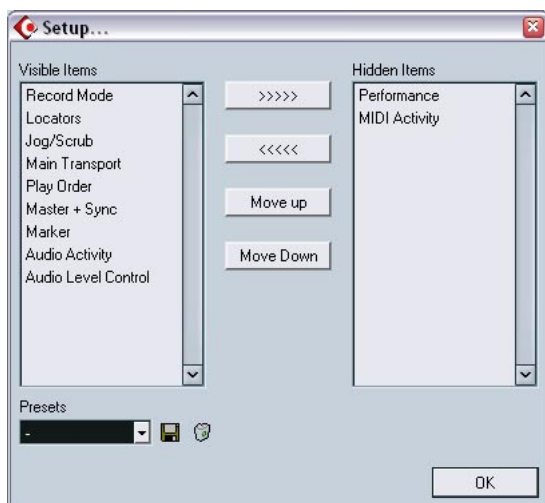 Setup...
Visible Items
Hidden Items
Record Mode
Locators
Jog/Scrub
Main Transport
Play Order
Master + Sync
Marker
Audio Activity
Audio Level Control
>>>>>
<<<<<
Move up
Move Down
Performance
MIDI Activity
Presets
-
OK